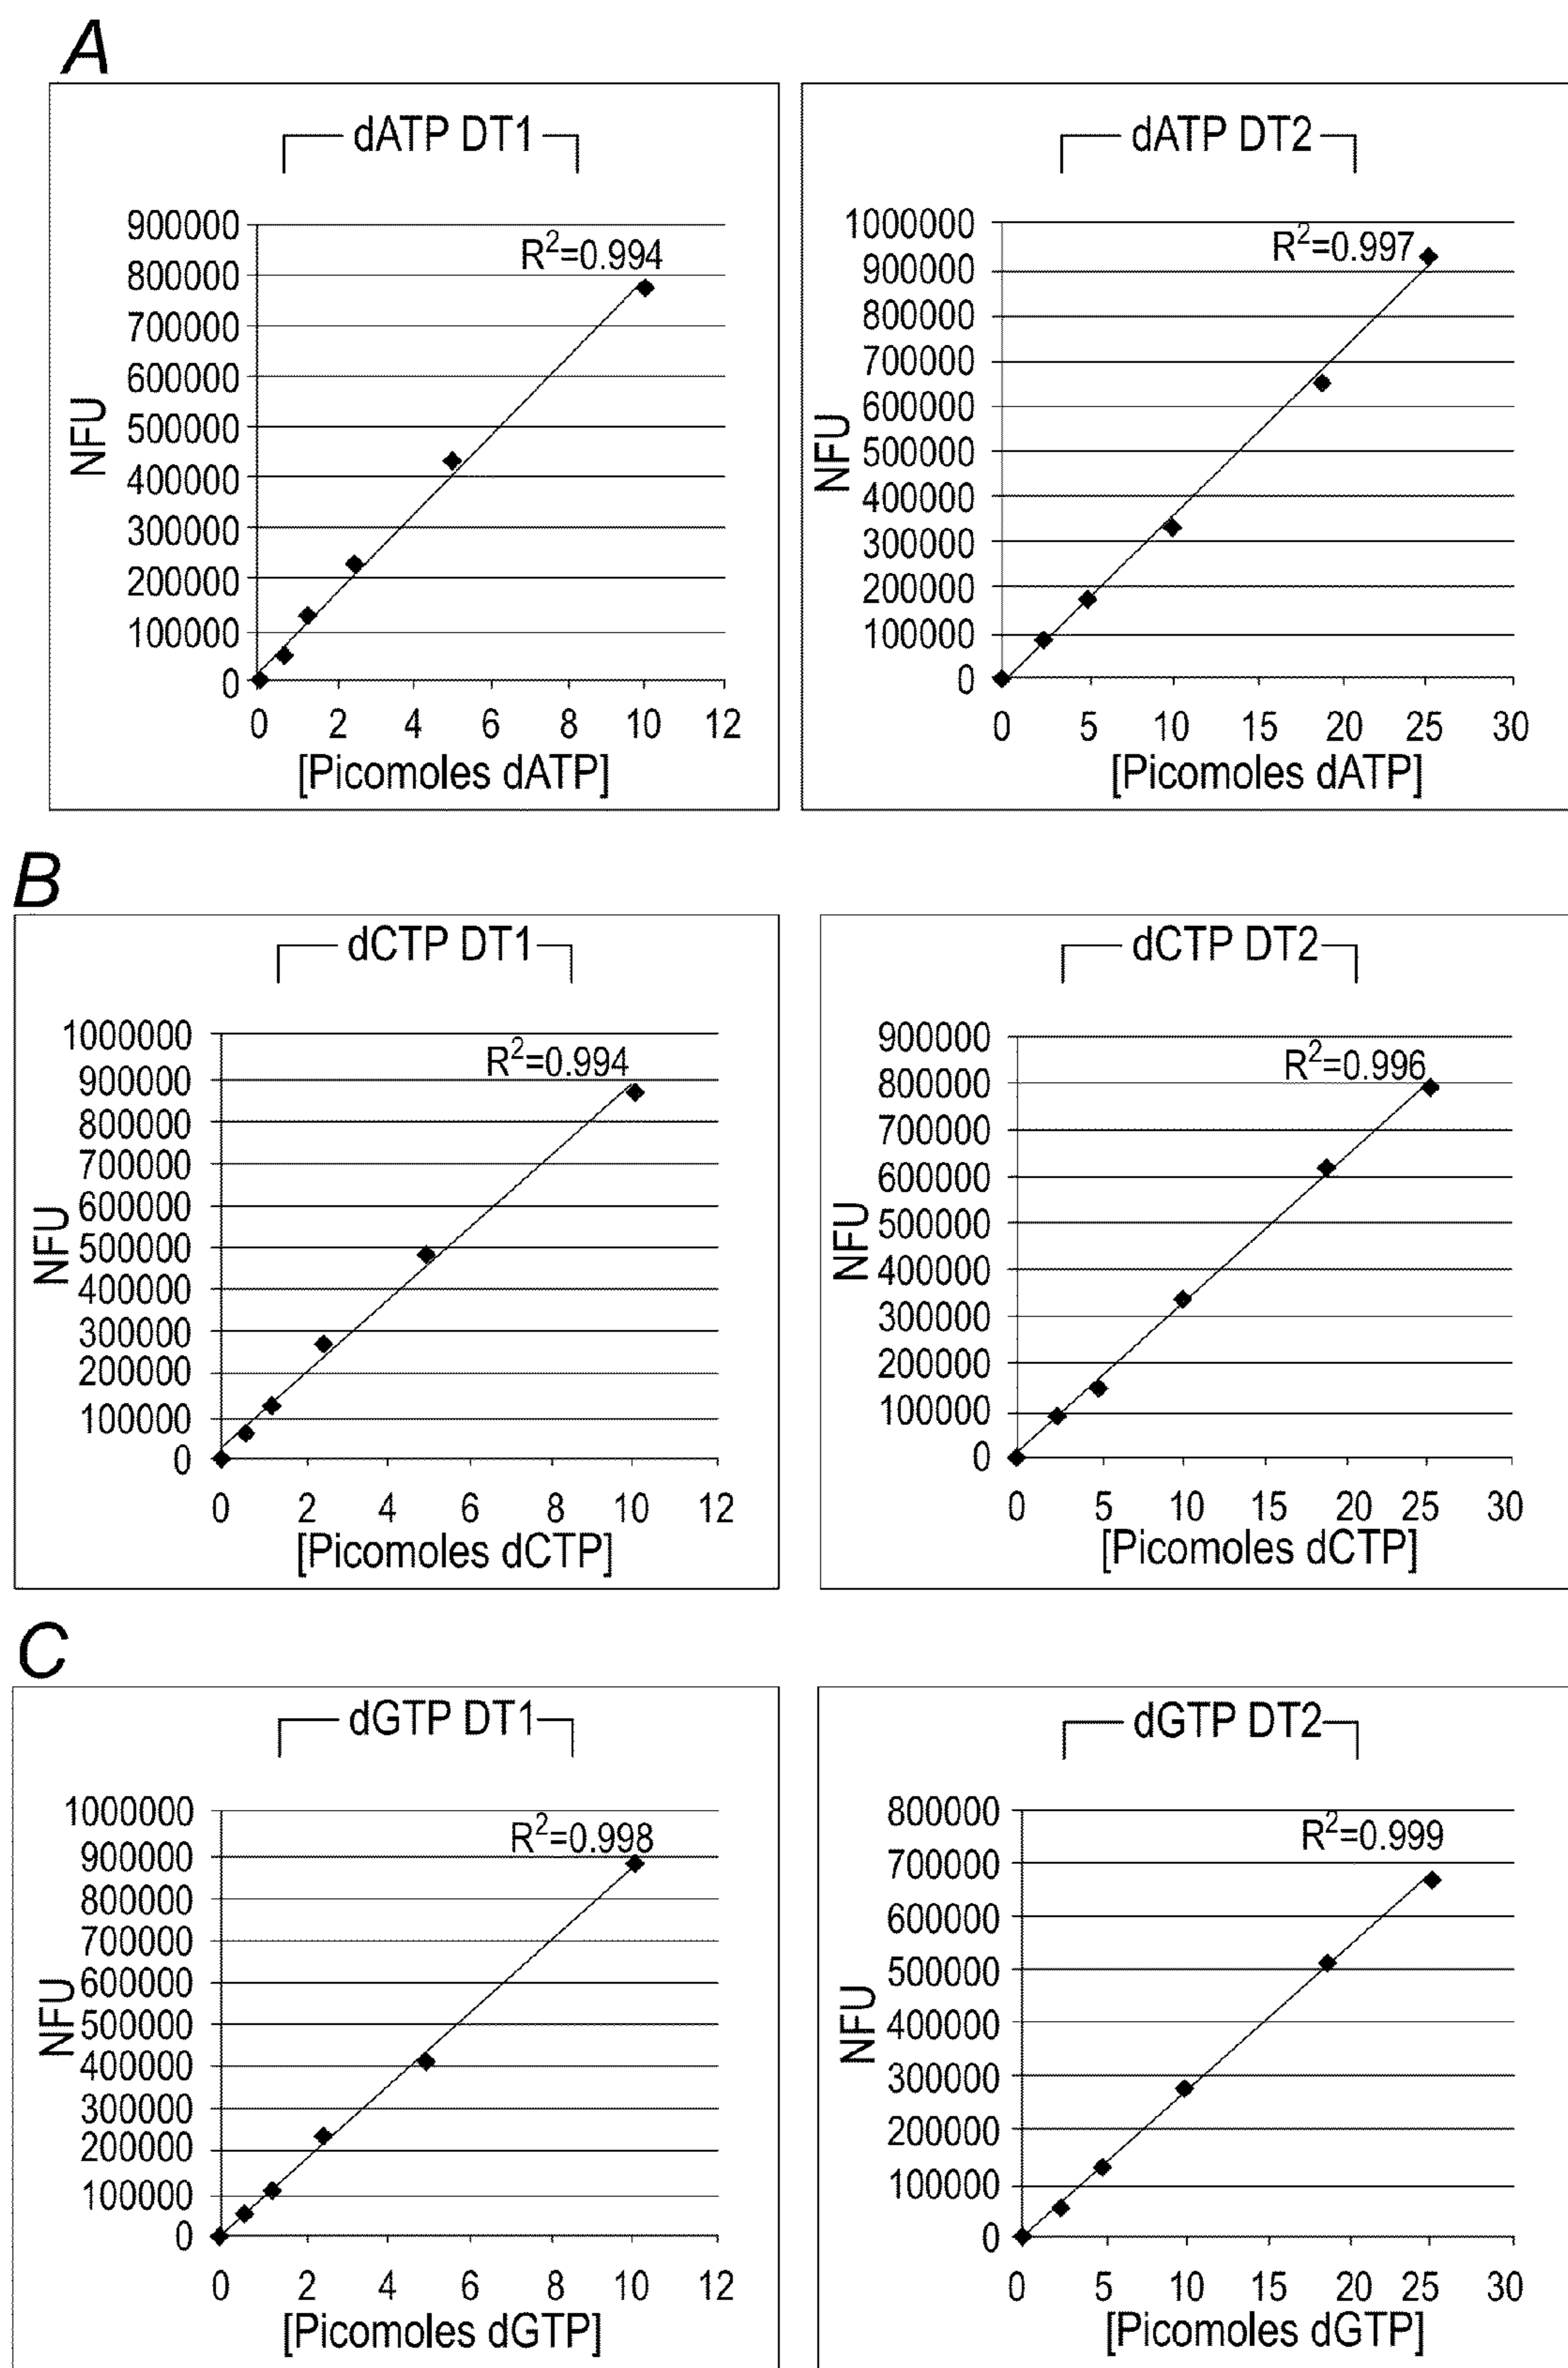 A
dATP DT1
R2=0.994
900000
800000
700000
600000
500000
400000
300000
200000
100000
0
NFU
0 2 4 6 8 10 12
[Picomoles dATP]
dATP DT2
R2=0.997
1000000
900000
800000
700000
600000
500000
400000
300000
200000
100000
0
NFU
0 5 10 15 20 25 30
[Picomoles dATP]
B
dCTP DT1
R2=0.994
1000000
900000
800000
700000
600000
500000
400000
300000
200000
100000
0
NFU
0 2 4 6 8 10 12
[Picomoles dCTP]
dCTP DT2
R2=0.996
900000
800000
700000
600000
500000
400000
300000
200000
100000
0
NFU
0 5 10 15 20 25 30
[Picomoles dCTP]
C
dGTP DT1
R2=0.998
1000000
900000
800000
700000
600000
500000
400000
300000
200000
100000
0
NFU
0 2 4 6 8 10 12
[Picomoles dGTP]
dGTP DT2
R2=0.999
800000
700000
600000
500000
400000
300000
200000
100000
0
NFU
0 5 10 15 20 25 30
[Picomoles dGTP]